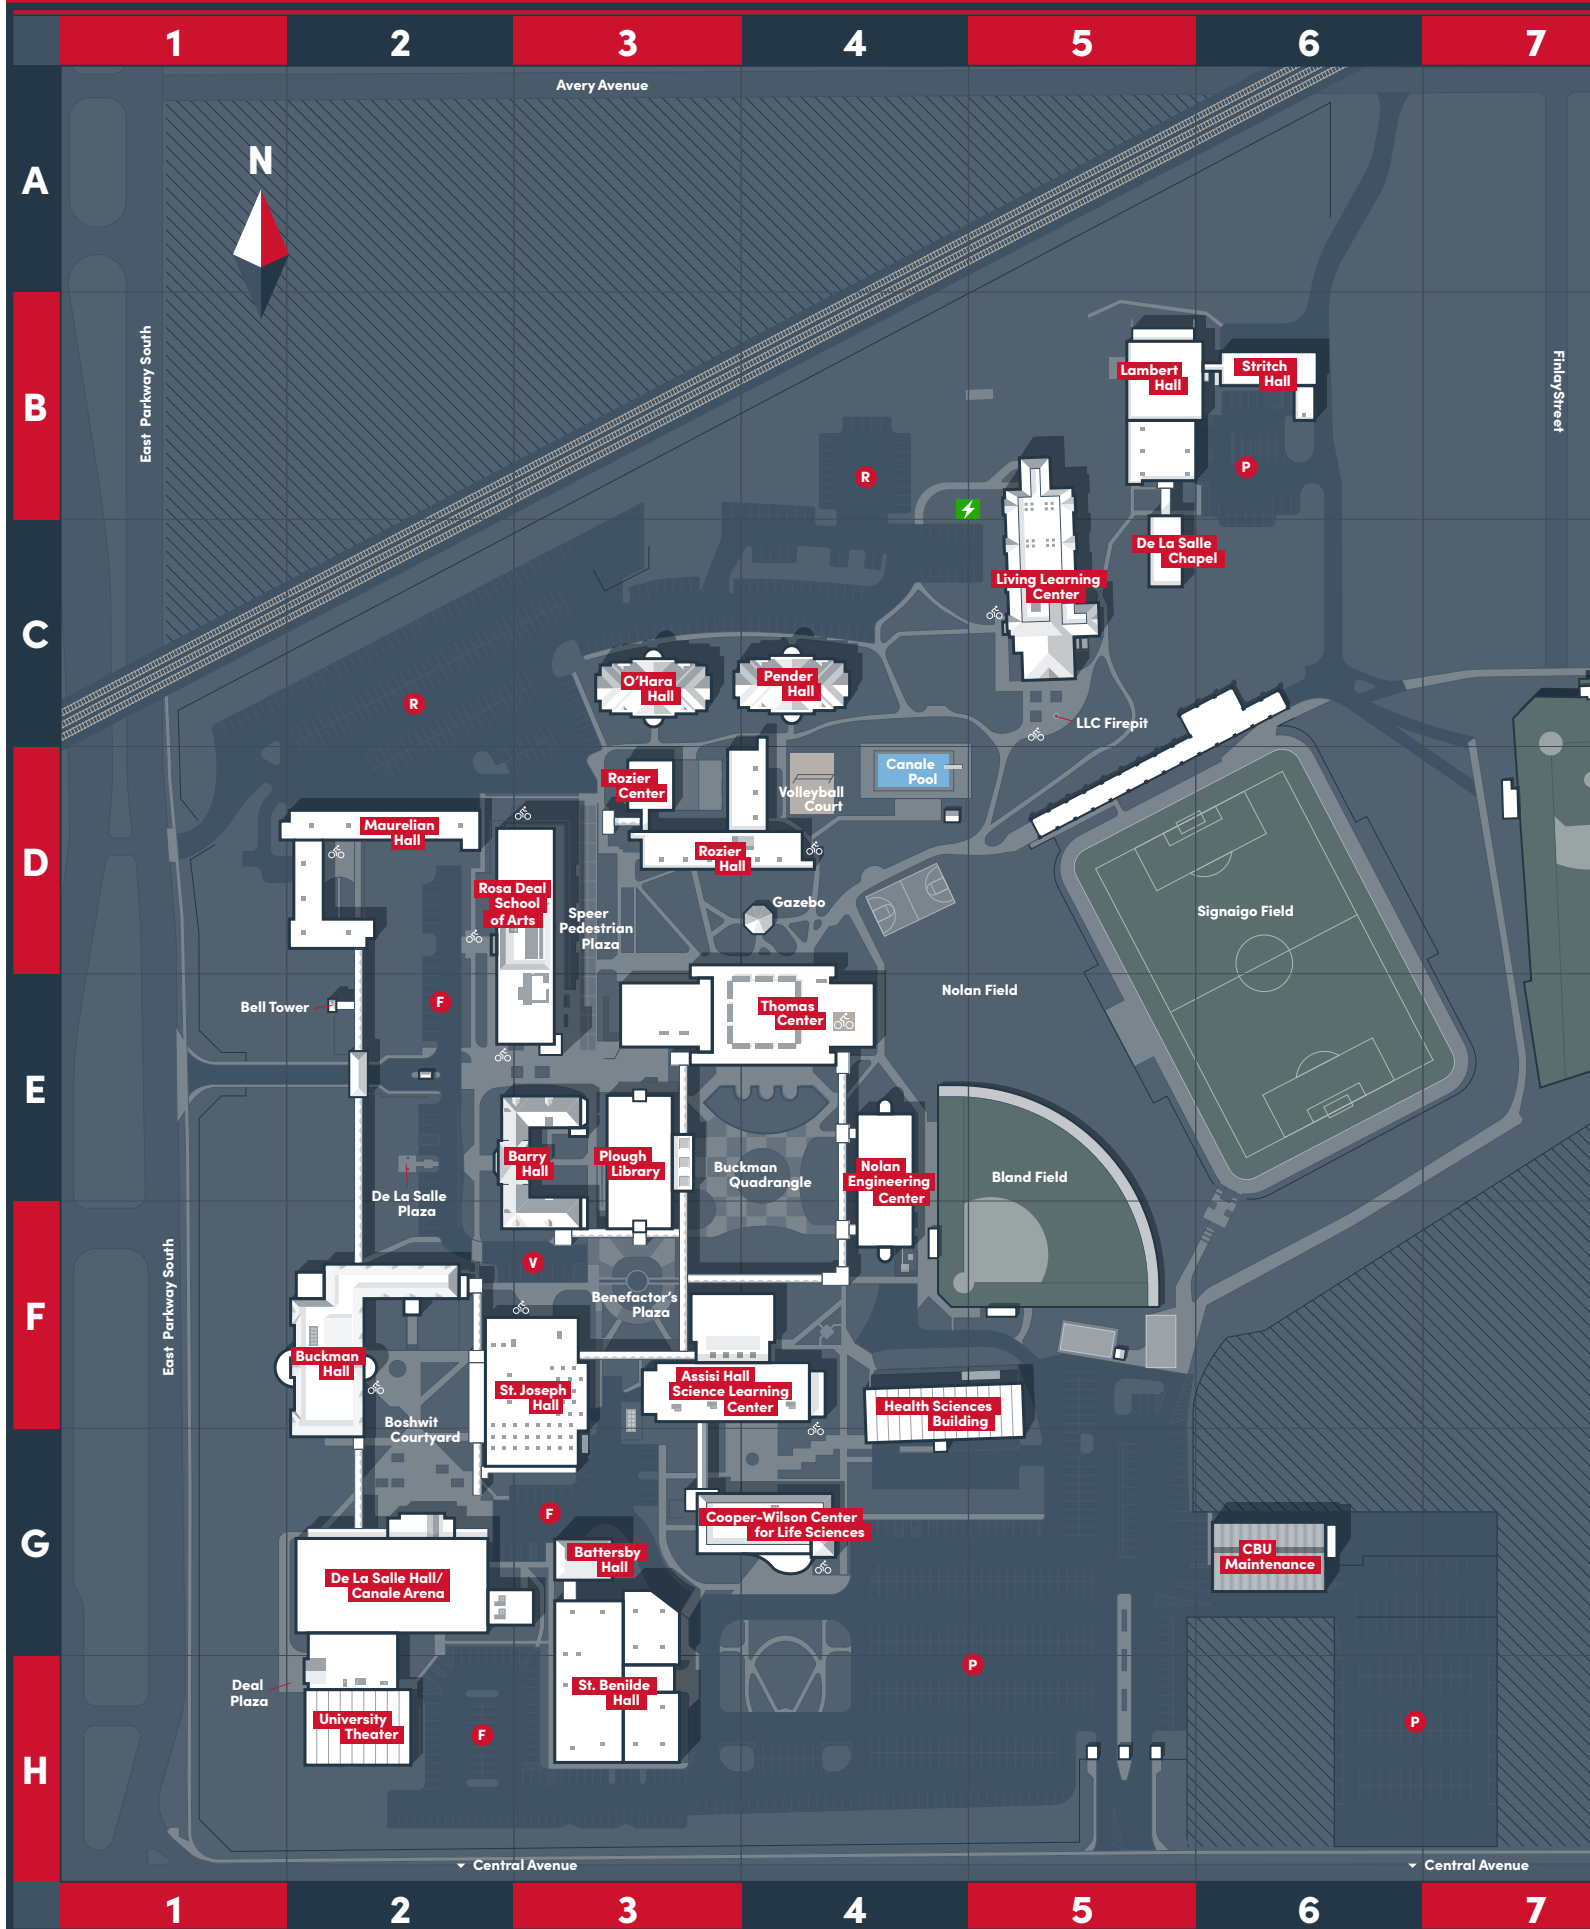 1 2 3 4 5 6 7
Avery Avenue
N
A
East Parkway South
FinlayStreet
B
Lambert
Hall
Stritch
Hall
P
R
De La Salle
Chapel
Living Learning
Center
C
O'Hara
Hall
Pender
Hall
R
LLC Firepit
Rozier
Center
Canale
Pool
Volleyball
Court
Maurelian
Hall
D
Rozier
Hall
Rosa Deal
School
of Arts
Speer
Pedestrian
Plaza
Gazebo
Signaigo Field
Nolan Field
Bell Tower
F
Thomas
Center
E
Barry
Hall
Plough
Library
Buckman
Quadrangle
Nolan
Engineering
Center
Bland Field
De La Salle
Plaza
East Parkway South
V
Benefactor's
Plaza
F
Buckman
Hall
St. Joseph
Hall
Assisi Hall
Science Learning
Center
Health Sciences
Building
Boshwit
Courtyard
F
Cooper-Wilson Center
for Life Sciences
G
Battersby
Hall
CBU
Maintenance
De La Salle Hall/
Canale Arena
P
Deal
Plaza
St. Benilde
Hall
University
Theater
F
P
H
Central Avenue
Central Avenue
1 2 3 4 5 6 7